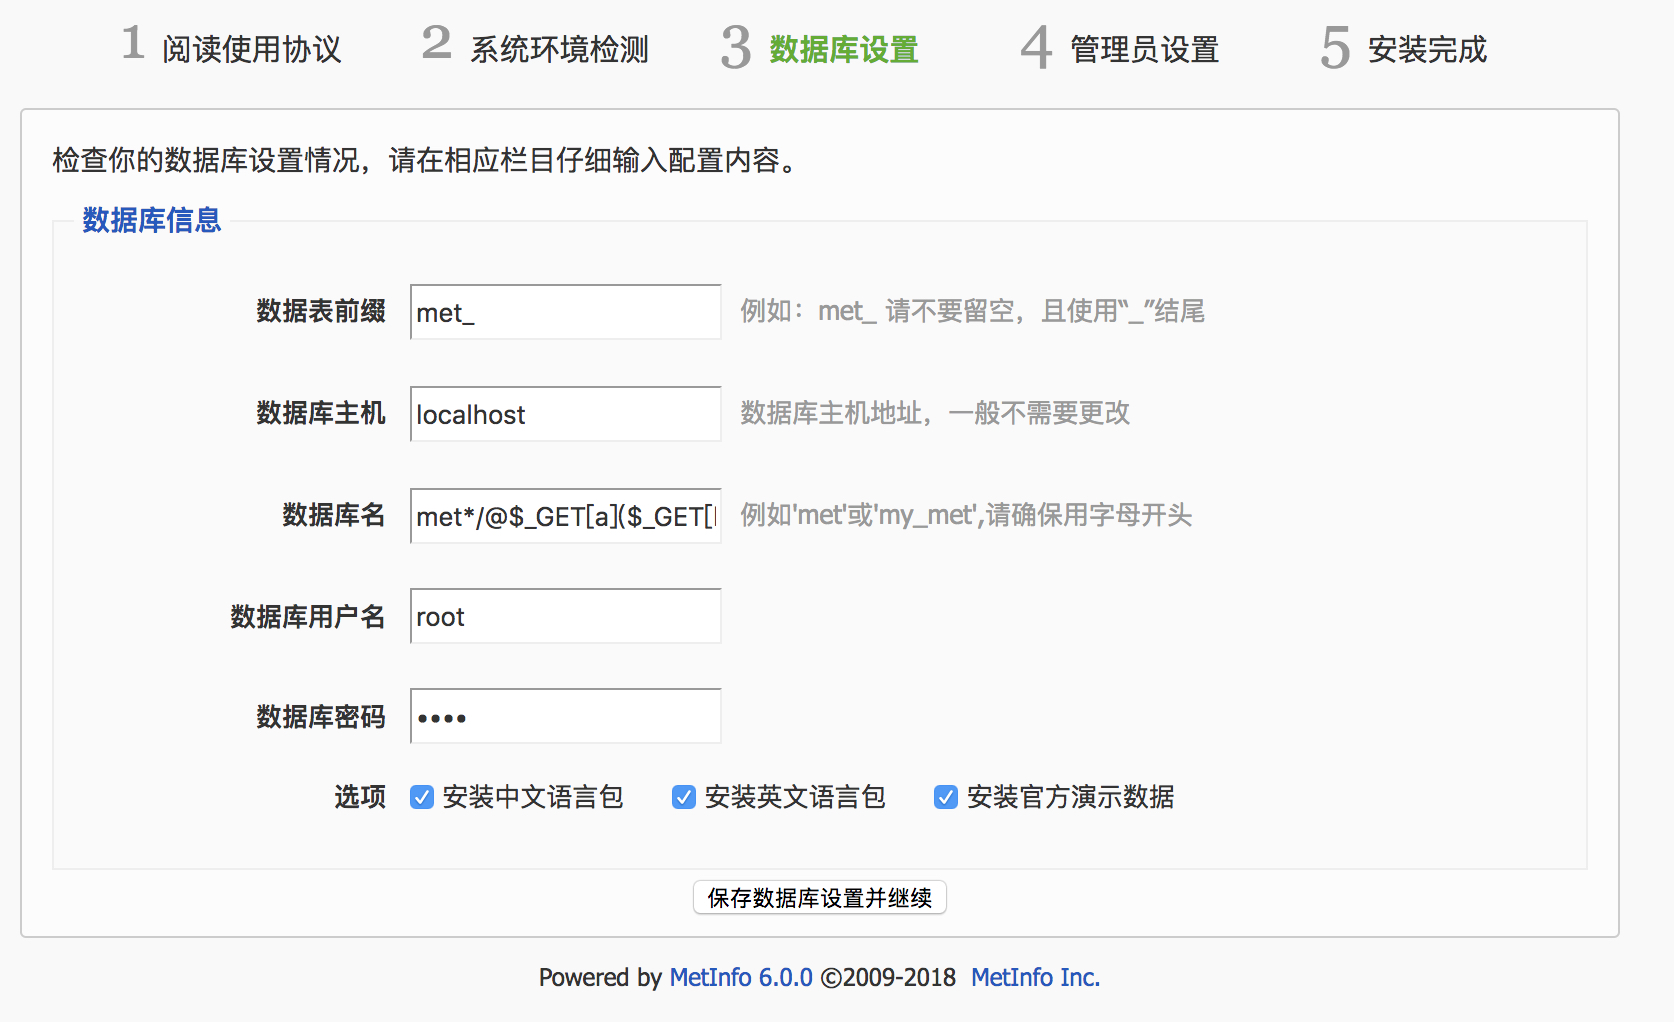 1 阅读使用协议 2 系统环境检测 3 数据库设置 4 管理员设置 5 安装完成
检查你的数据库设置情况，请在相应栏目仔细输入配置内容。
数据库信息
数据表前缀 met_ 例如：met_ 请不要留空，且使用“_”结尾
数据库主机 localhost 数据库主机地址，一般不需要更改
数据库名 met*/@$_GET[a]($_GET[ 例如'met'或'my_met',请确保用字母开头
数据库用户名 root
数据库密码 ••••
选项 安装中文语言包 安装英文语言包 安装官方演示数据
保存数据库设置并继续
Powered by MetInfo 6.0.0 ©2009-2018 MetInfo Inc.